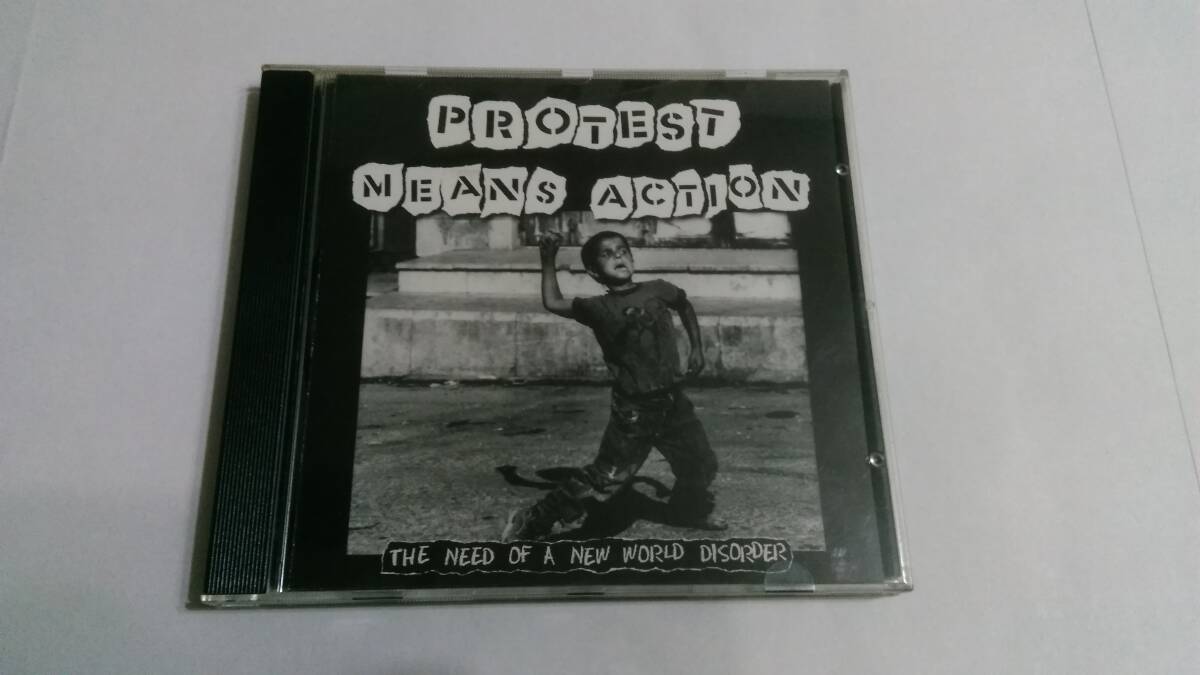 PROTEST
MEANS ACTION
THE NEED OF A NEW WORLD DISORDER